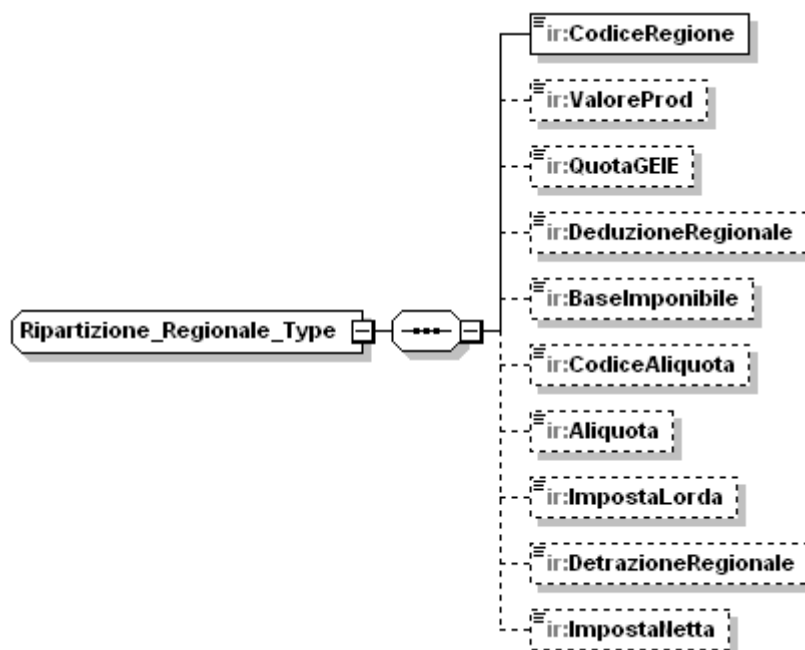 ir:CodiceRegione
ir:ValoreProd
ir:QuotaGEIE
ir:DeduzioneRegionale
ir:BaseImponibile
Ripartizione_Regionale_Type
ir:CodiceAliquota
ir:Aliquota
ir:ImpostaLorda
ir:DetrazioneRegionale
ir:ImpostaNetta